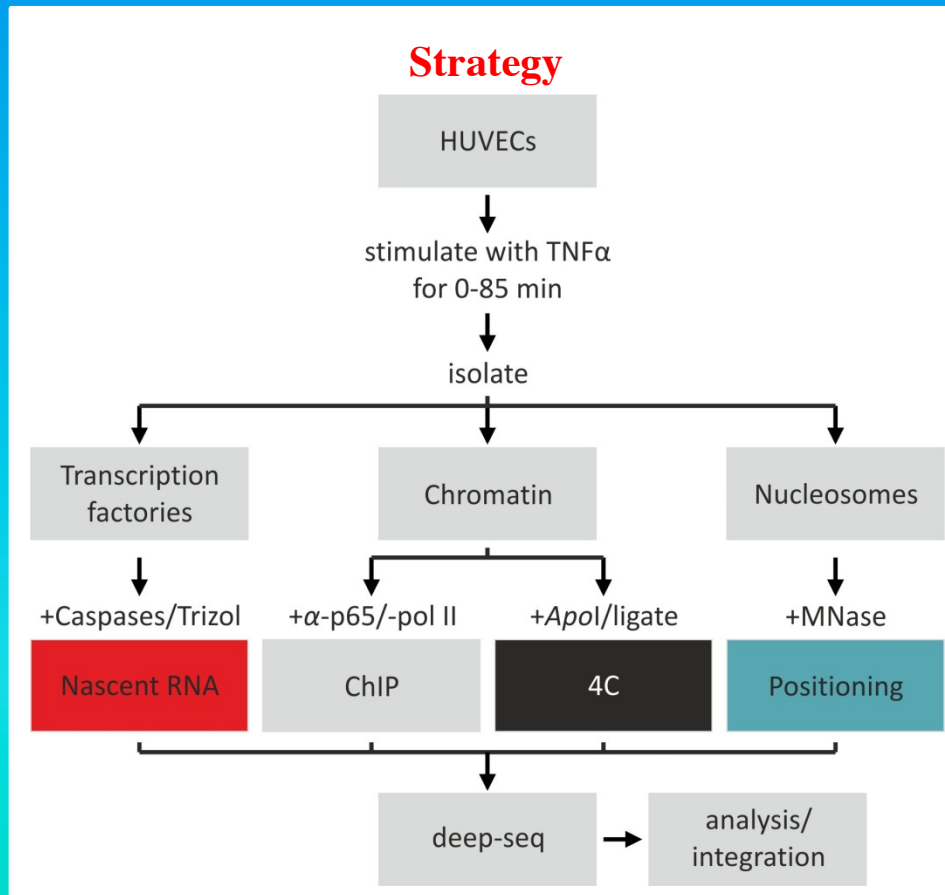 Strategy
HUVECs
stimulate with TNFα
for 0-85 min
isolate
Transcription
factories
Chromatin
Nucleosomes
+Caspases/Trizol
+α-p65/-pol II
+ApoI/ligate
+MNase
Nascent RNA
ChIP
4C
Positioning
deep-seq
analysis/
integration